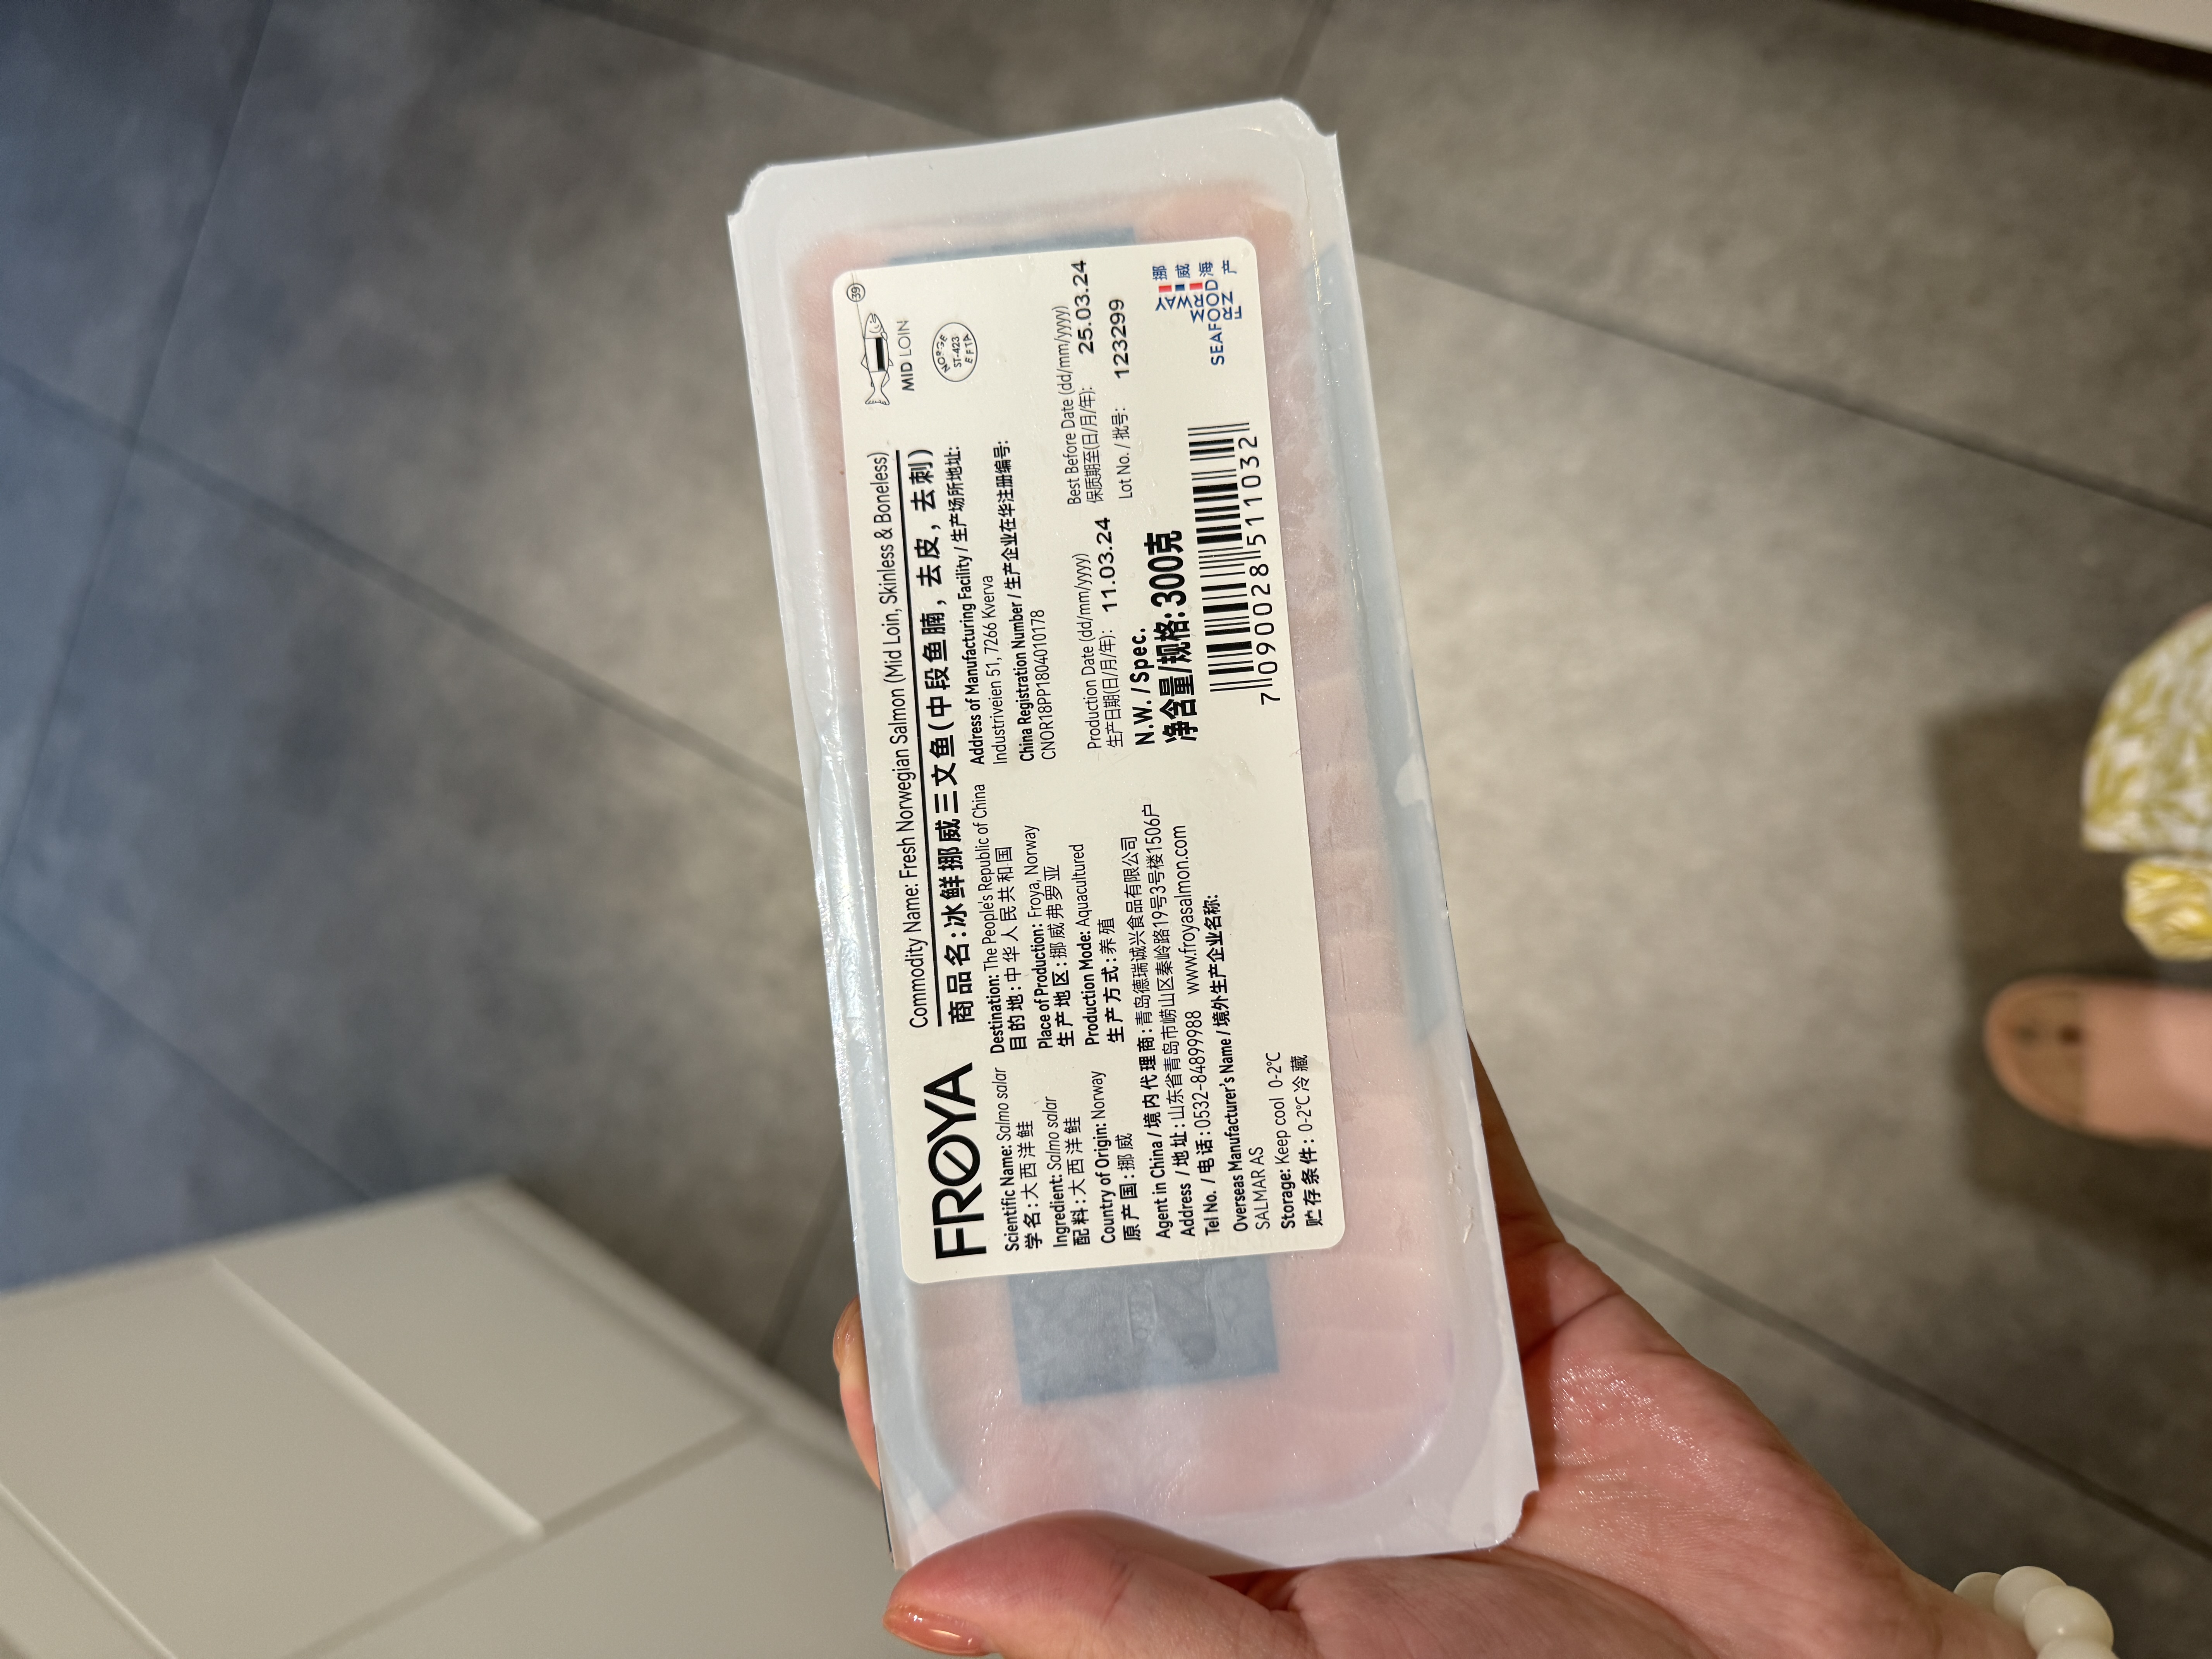 FRØYA
Commodity Name: Fresh Norwegian Salmon (Mid Loin, Skinless & Boneless)
商品名:冰鲜挪威三文鱼(中段鱼腩，去皮，去刺)
Scientific Name: Salmo salar
学名:大西洋鲑
Ingredient: Salmo salar
配料:大西洋鲑
Country of Origin: Norway
原产国:挪威
Destination: The People's Republic of China
目的地:中华人民共和国
Place of Production: Froya, Norway
生产地区:挪威弗罗亚
Production Mode: Aquacultured
生产方式:养殖
Agent in China / 境内代理商:青岛德瑞诚兴食品有限公司
Address / 地址:山东省青岛市崂山区秦岭路19号3号楼1506户
Tel No. / 电话:0532-84899988 www.froyasalmon.com
Overseas Manufacturer's Name / 境外生产企业名称:
SALMAR AS
Storage: Keep cool 0-2°C
贮存条件: 0-2°C冷藏
Address of Manufacturing Facility / 生产场所地址:
Industriveien 51, 7266 Kverva
China Registration Number / 生产企业在华注册编号:
CNOR18PP1804010178
Production Date (dd/mm/yyyy)
生产日期(日/月/年): 11.03.24
Best Before Date (dd/mm/yyyy)
保质期至(日/月/年): 25.03.24
Lot No. / 批号: 123299
N.W. / Spec.
净含量/规格:300克
7090028511032
39
MID LOIN
NORGE
ST-423
EFTA
SEAFOOD
挪威海产